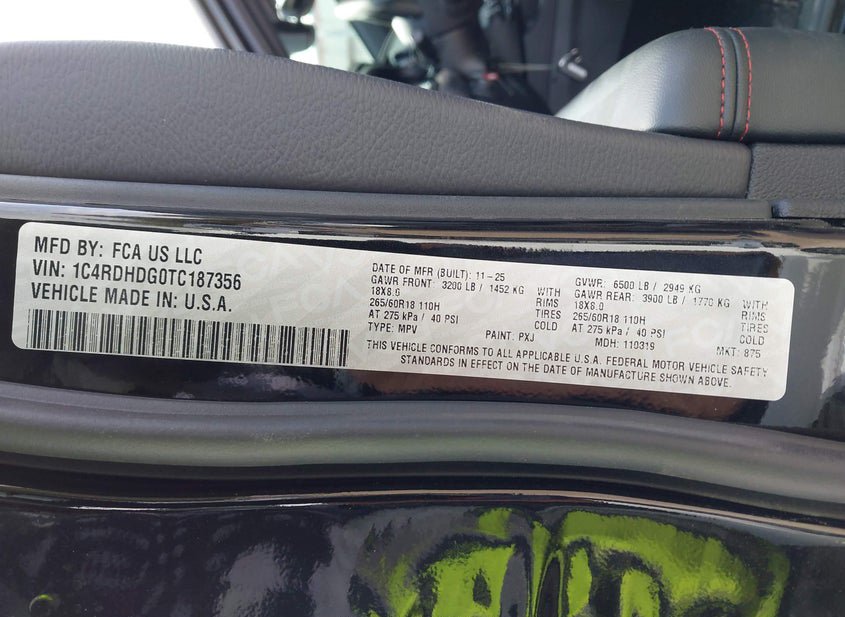 MFD BY: FCA US LLC
VIN: 1C4RDHDG0TC187356
VEHICLE MADE IN: U.S.A.
DATE OF MFR (BUILT): 11-25 GVWR: 6500 LB / 2949 KG
GAWR FRONT: 3200 LB / 1452 KG WITH GAWR REAR: 3900 LB / 1770 KG WITH
18X8.0 RIMS 18X8.0 RIMS
265/60R18 110H TIRES 265/60R18 110H TIRES
AT 275 kPa / 40 PSI COLD AT 275 kPa / 40 PSI COLD
TYPE: MPV PAINT: PXJ MDH: 110319 MKT: 875
THIS VEHICLE CONFORMS TO ALL APPLICABLE U.S.A. FEDERAL MOTOR VEHICLE SAFETY
STANDARDS IN EFFECT ON THE DATE OF MANUFACTURE SHOWN ABOVE.